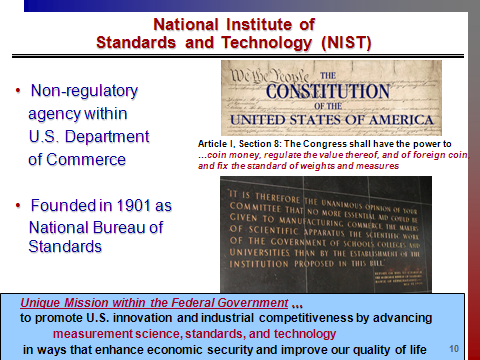 National Institute of
Standards and Technology (NIST)
• Non-regulatory
agency within
U.S. Department
of Commerce
• Founded in 1901 as
National Bureau of
Standards
We the People
THE
CONSTITUTION
OF THE
UNITED STATES OF AMERICA
Article I, Section 8: The Congress shall have the power to
…coin money, regulate the value thereof, and of foreign coin,
and fix the standard of weights and measures
"IT IS THEREFORE THE UNANIMOUS OPINION OF YOUR
COMMITTEE THAT NO MORE ESSENTIAL AID COULD BE
GIVEN TO MANUFACTURING COMMERCE THE MAKERS
OF SCIENTIFIC APPARATUS THE SCIENTIFIC WORK
OF THE GOVERNMENT OF SCHOOLS COLLEGES AND
UNIVERSITIES THAN BY THE ESTABLISHMENT OF THE
INSTITUTION PROPOSED IN THIS BILL"
Unique Mission within the Federal Government …
to promote U.S. innovation and industrial competitiveness by advancing
measurement science, standards, and technology
in ways that enhance economic security and improve our quality of life
10